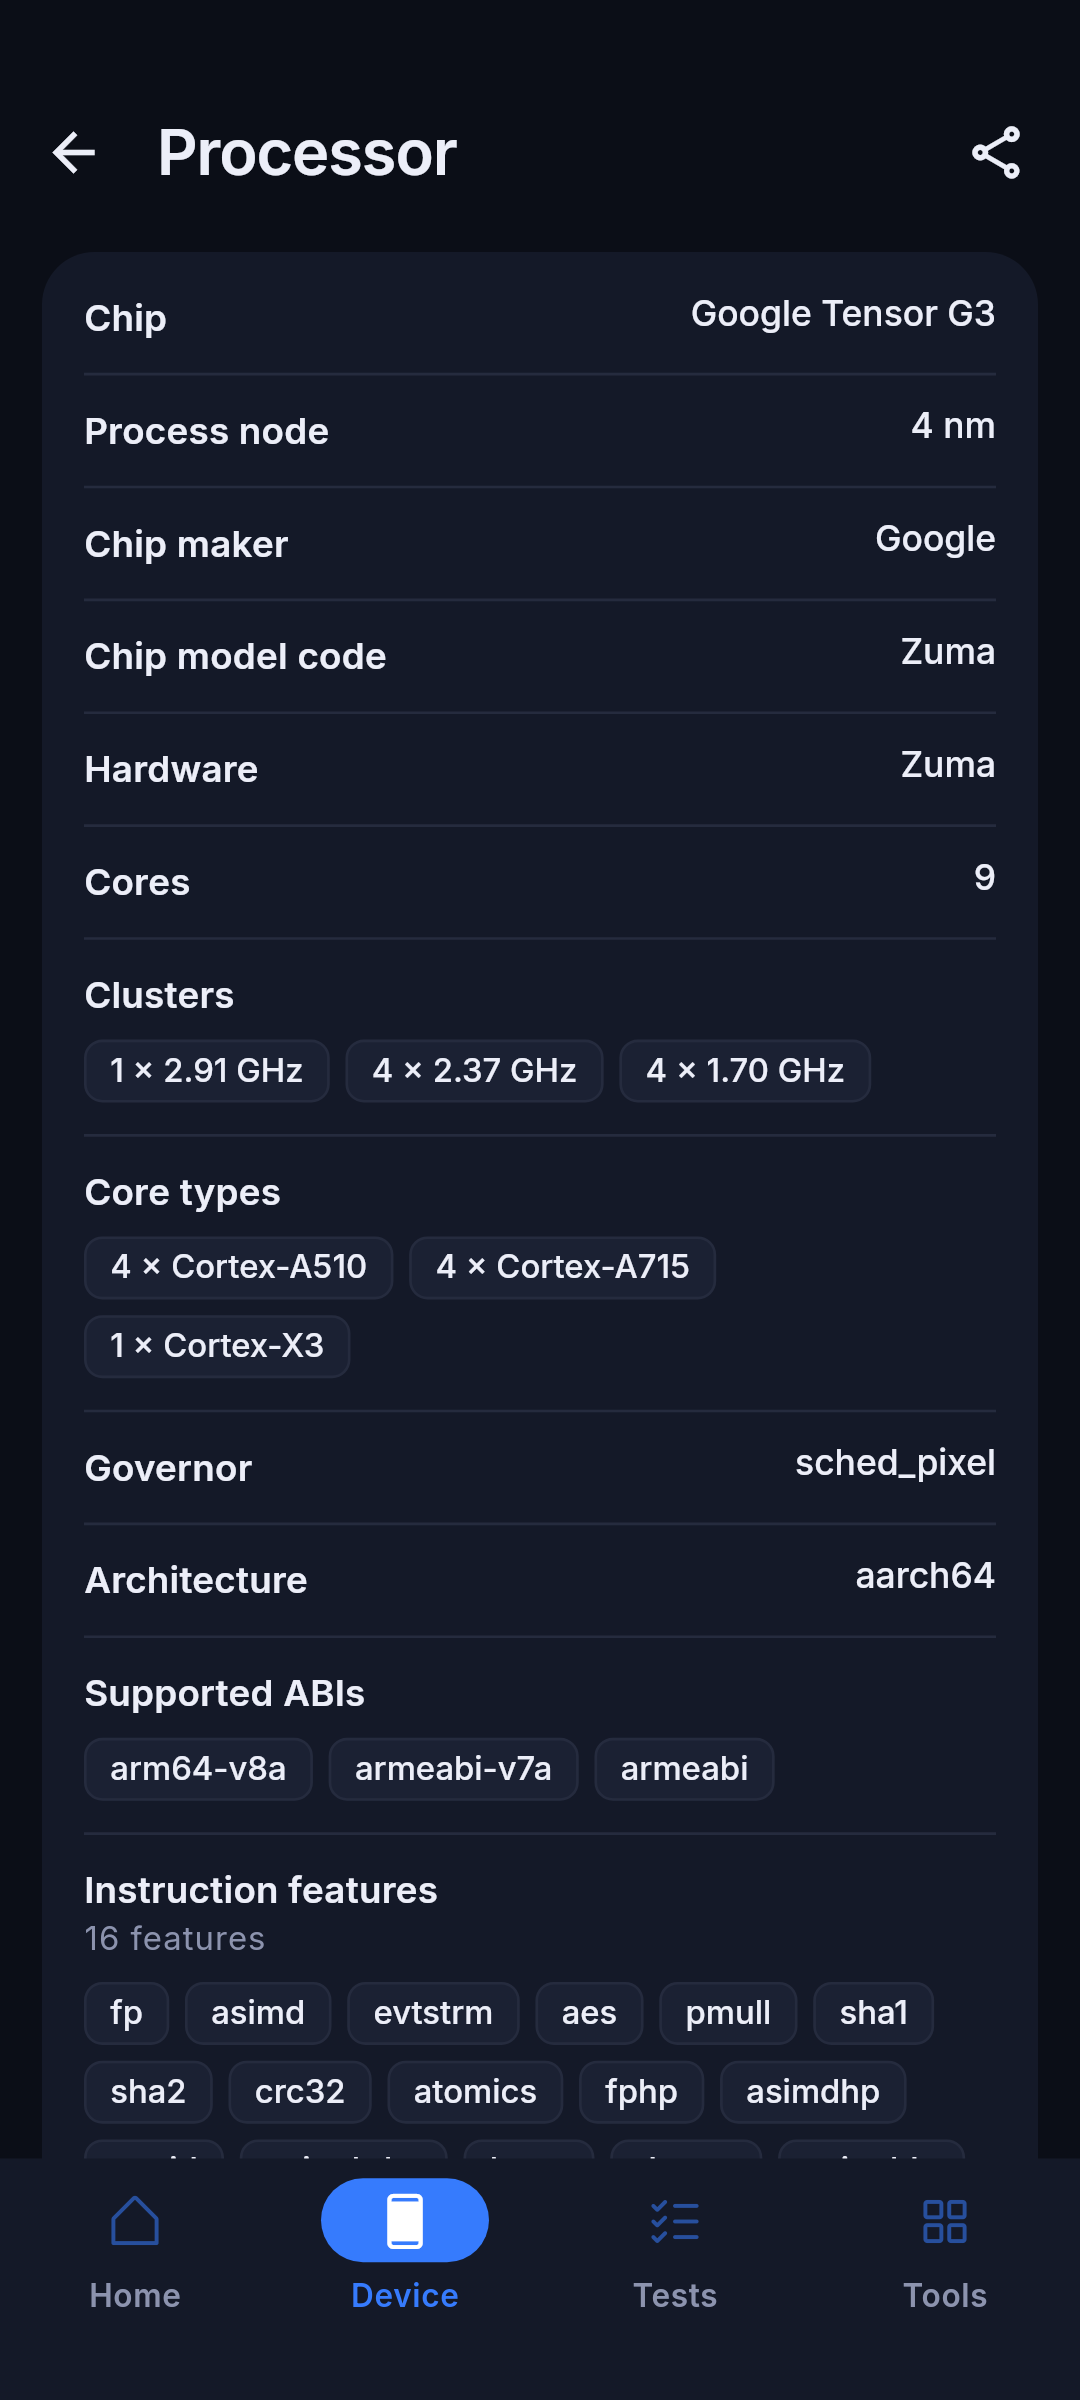 Processor
Chip Google Tensor G3
Process node 4 nm
Chip maker Google
Chip model code Zuma
Hardware Zuma
Cores 9
Clusters
1 × 2.91 GHz 4 × 2.37 GHz 4 × 1.70 GHz
Core types
4 × Cortex-A510 4 × Cortex-A715
1 × Cortex-X3
Governor sched_pixel
Architecture aarch64
Supported ABIs
arm64-v8a armeabi-v7a armeabi
Instruction features
16 features
fp asimd evtstrm aes pmull sha1
sha2 crc32 atomics fphp asimdhp
Home Device Tests Tools